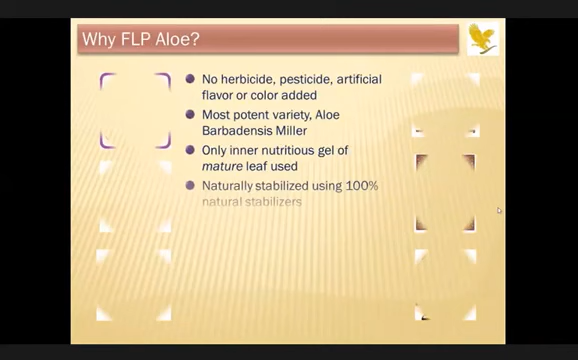 Why FLP Aloe?
No herbicide, pesticide, artificial
flavor or color added
Most potent variety, Aloe
Barbadensis Miller
Only inner nutritious gel of
mature leaf used
Naturally stabilized using 100%
natural stabilizers